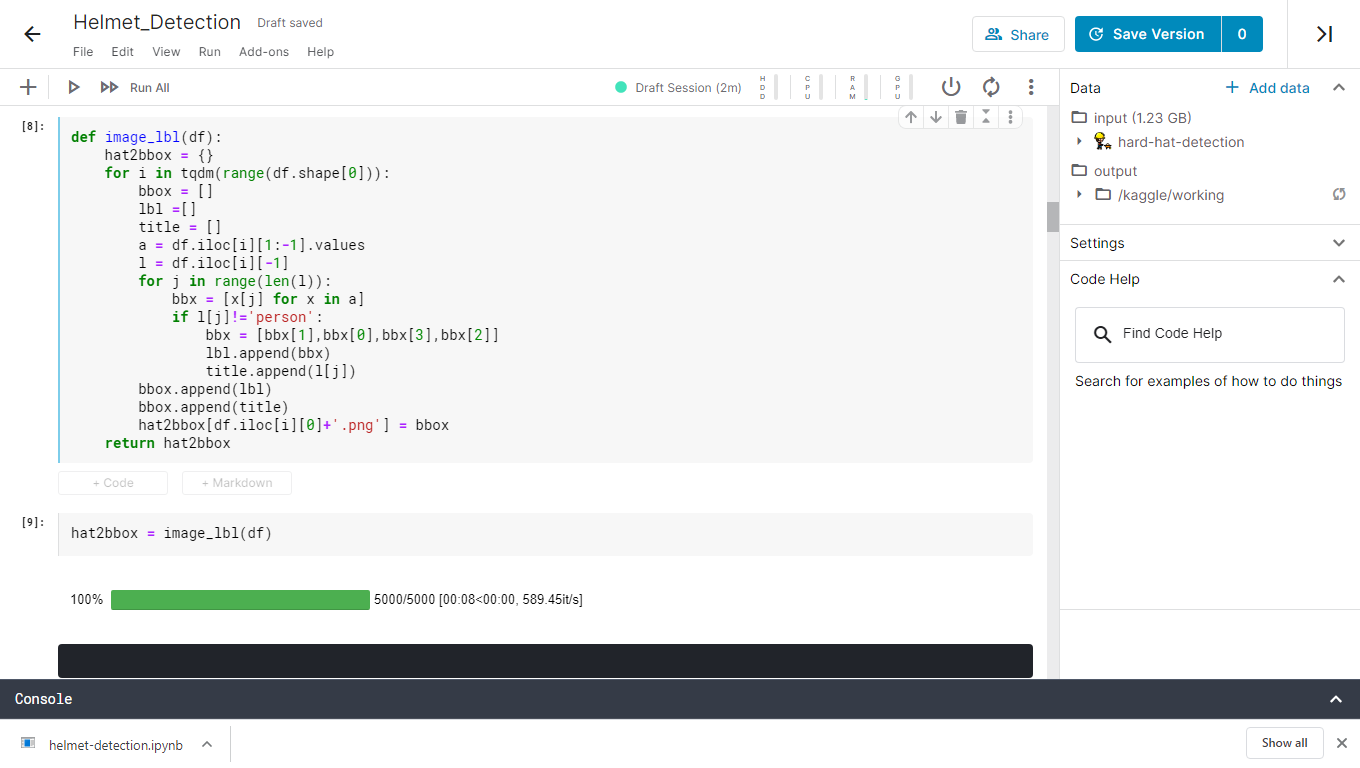 Helmet_Detection Draft saved
File Edit View Run Add-ons Help
Share
Save Version 0
Run All
Draft Session (2m)
HDD
CPU
RAM
GPU
[8]:
def image_lbl(df):
    hat2bbox = {}
    for i in tqdm(range(df.shape[0])):
        bbox = []
        lbl =[]
        title = []
        a = df.iloc[i][1:-1].values
        l = df.iloc[i][-1]
        for j in range(len(l)):
            bbx = [x[j] for x in a]
            if l[j]!='person':
                bbx = [bbx[1],bbx[0],bbx[3],bbx[2]]
                lbl.append(bbx)
                title.append(l[j])
        bbox.append(lbl)
        bbox.append(title)
        hat2bbox[df.iloc[i][0]+'.png'] = bbox
    return hat2bbox
+ Code + Markdown
[9]:
hat2bbox = image_lbl(df)
100% 5000/5000 [00:08<00:00, 589.45it/s]
Data + Add data
input (1.23 GB)
hard-hat-detection
output
/kaggle/working
Settings
Code Help
Find Code Help
Search for examples of how to do things
Console
helmet-detection.ipynb
Show all